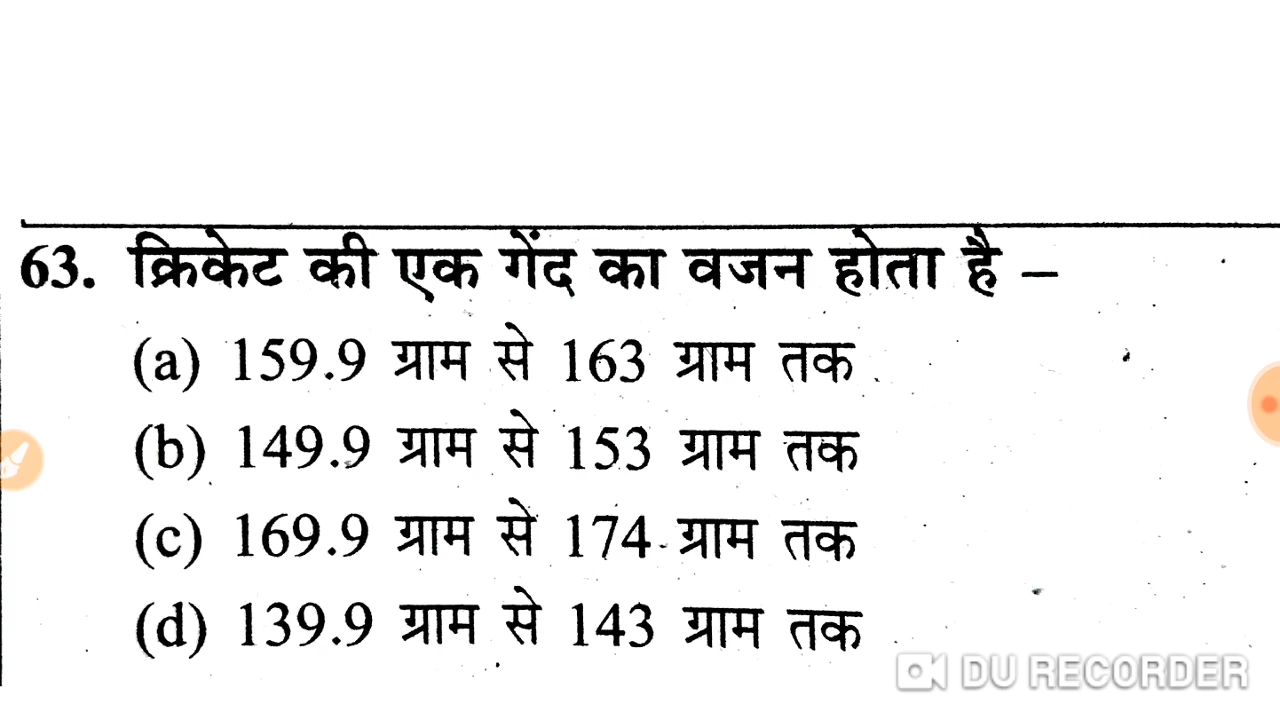 63. क्रिकेट की एक गेंद का वजन होता है –
(a) 159.9 ग्राम से 163 ग्राम तक
(b) 149.9 ग्राम से 153 ग्राम तक
(c) 169.9 ग्राम से 174 ग्राम तक
(d) 139.9 ग्राम से 143 ग्राम तक
DU RECORDER